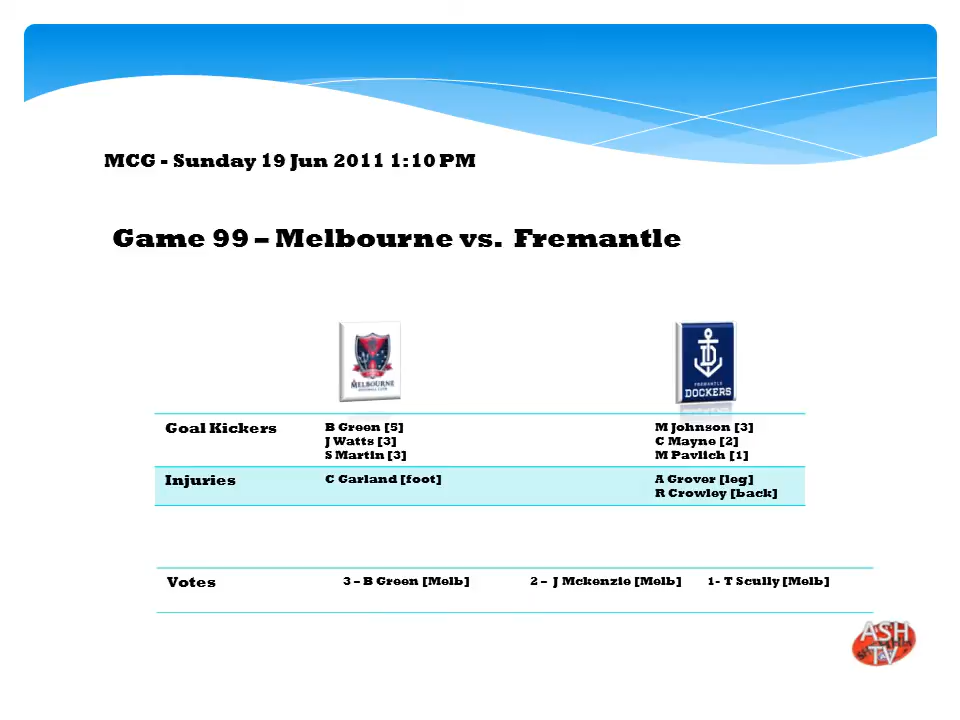 MCG - Sunday 19 Jun 2011 1:10 PM
Game 99 – Melbourne vs. Fremantle
MELBOURNE
FOOTBALL CLUB
FREMANTLE
DOCKERS
Goal Kickers
B Green [5]
J Watts [3]
S Martin [3]
M Johnson [3]
C Mayne [2]
M Pavlich [1]
Injuries
C Garland [foot]
A Grover [leg]
R Crowley [back]
Votes
3 – B Green [Melb]
2 – J Mckenzie [Melb]
1- T Scully [Melb]
ASH
TV